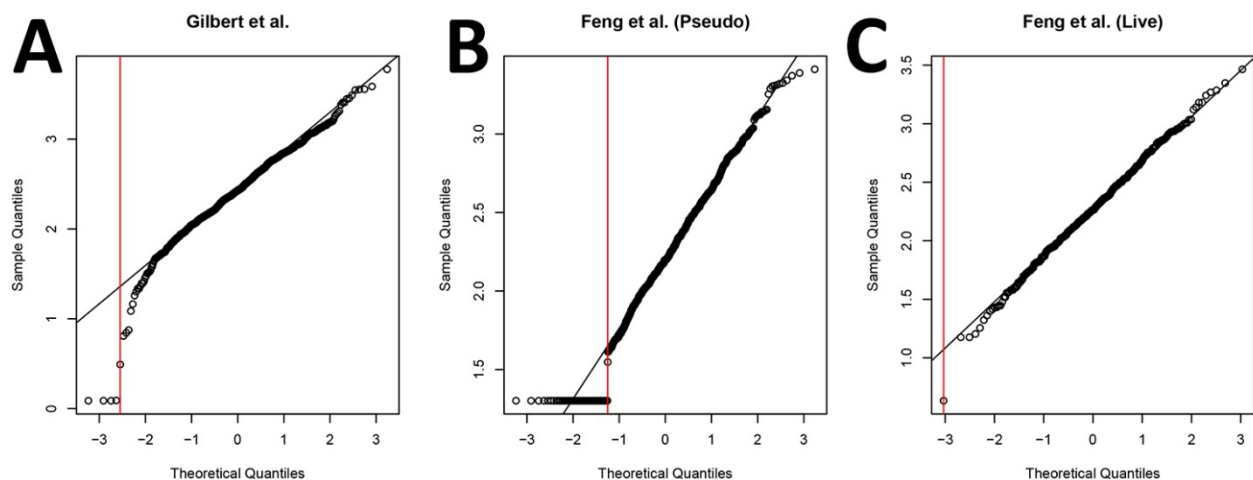 A
Gilbert et al.
Sample Quantiles
3
2
1
0
−3 −2 −1 0 1 2 3
Theoretical Quantiles
B
Feng et al. (Pseudo)
Sample Quantiles
3.0
2.5
2.0
1.5
−3 −2 −1 0 1 2 3
Theoretical Quantiles
C
Feng et al. (Live)
Sample Quantiles
3.5
3.0
2.5
2.0
1.5
1.0
−3 −2 −1 0 1 2 3
Theoretical Quantiles